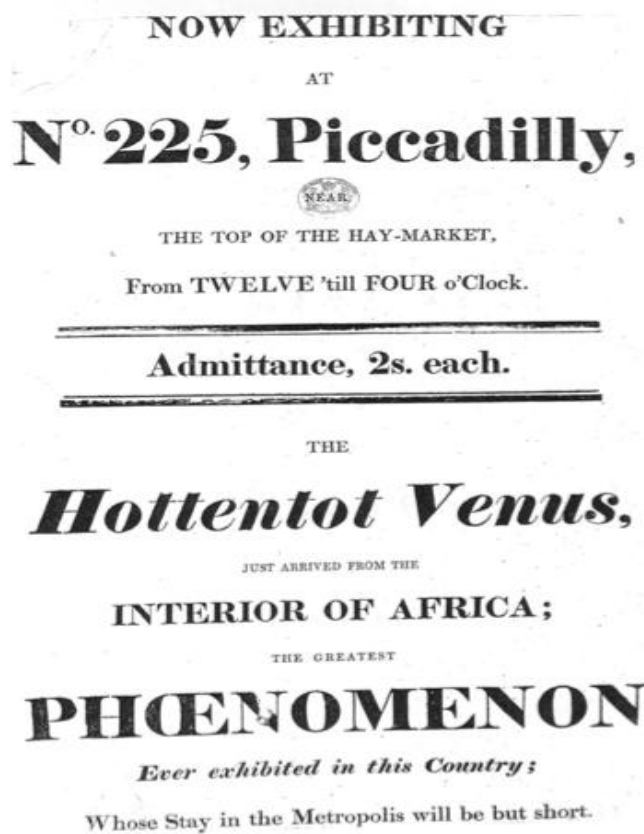 NOW EXHIBITING
AT
No. 225, Piccadilly,
NEAR
THE TOP OF THE HAY-MARKET,
From TWELVE 'till FOUR o'Clock.
Admittance, 2s. each.
THE
Hottentot Venus,
JUST ARRIVED FROM THE
INTERIOR OF AFRICA;
THE GREATEST
PHŒNOMENON
Ever exhibited in this Country;
Whose Stay in the Metropolis will be but short.